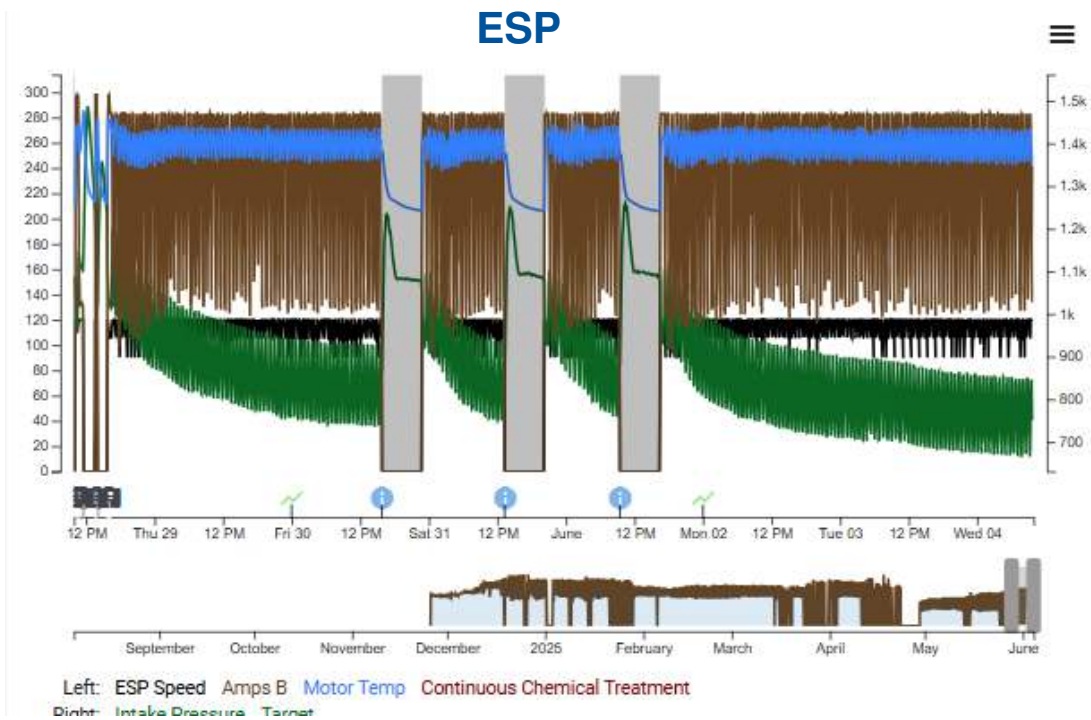 ESP
300
280
260
240
220
200
180
160
140
120
100
80
60
40
20
0
1.5k
1.4k
1.3k
1.2k
1.1k
1k
900
800
700
12 PM Thu 29 12 PM Fri 30 12 PM Sat 31 12 PM June 12 PM Mon 02 12 PM Tue 03 12 PM Wed 04
September October November December 2025 February March April May June
Left: ESP Speed Amps B Motor Temp Continuous Chemical Treatment
Right: Intake Pressure Target